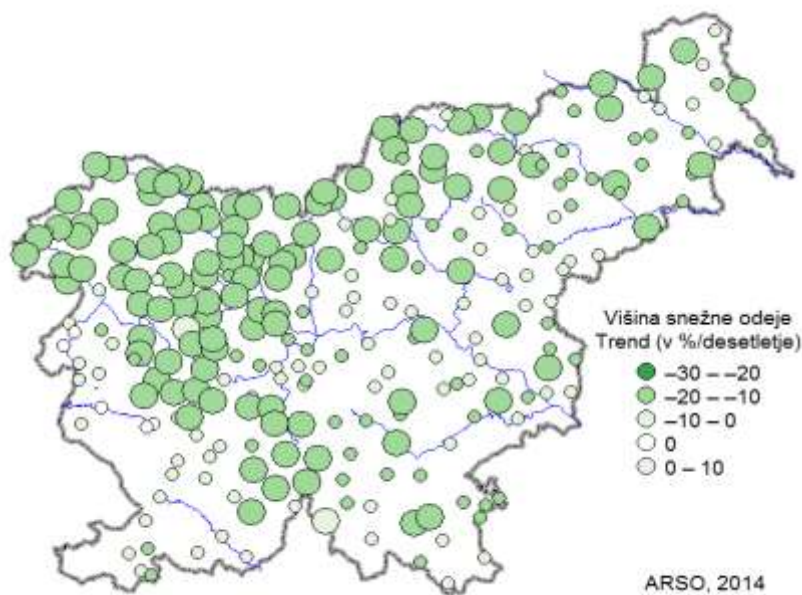 Višina snežne odeje
Trend (v %/desetletje)
–30 – –20
–20 – –10
–10 – 0
0
0 – 10
ARSO, 2014